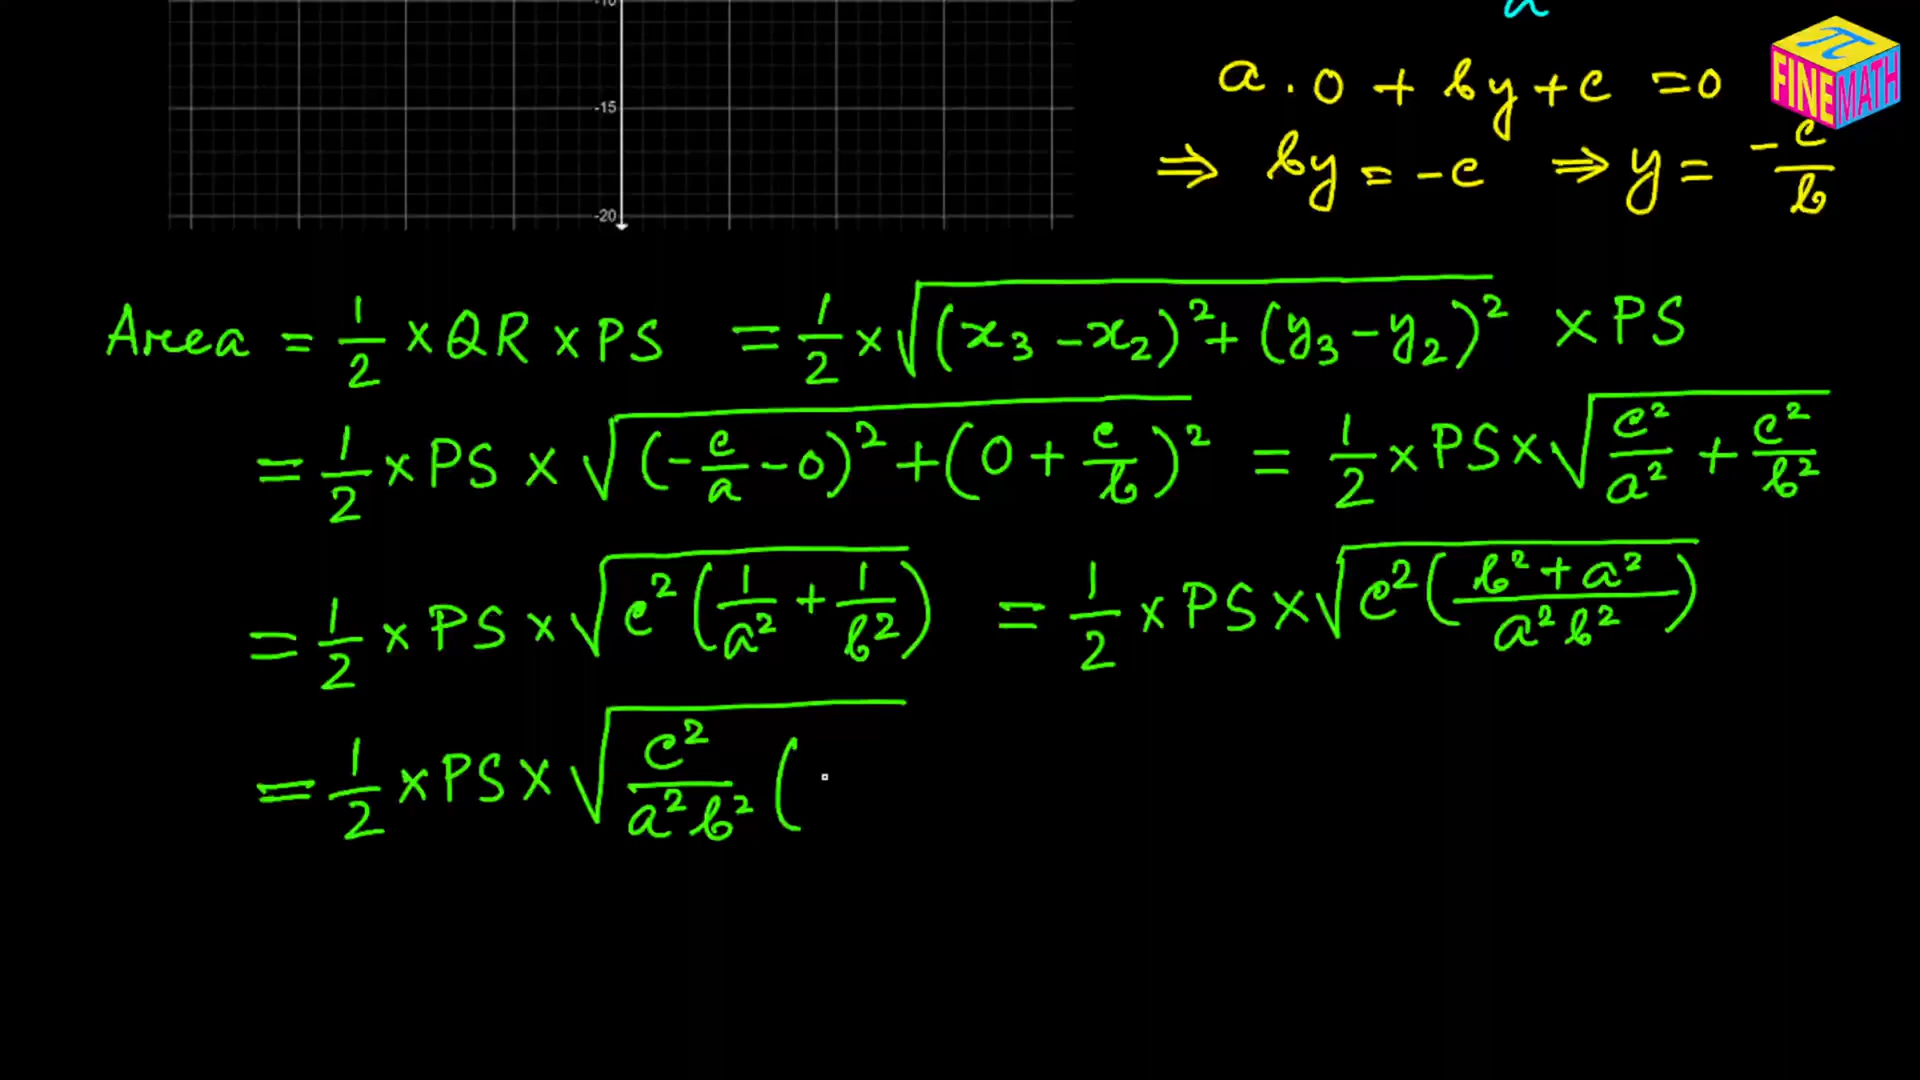 -10
a
a . 0 + by + c = 0
π
FINE MATH
-15
⇒ by = -c ⇒ y = -c/b
-20
Area = 1/2 × QR × PS = 1/2 × √((x₃ - x₂)² + (y₃ - y₂)²) × PS
= 1/2 × PS × √((-c/a - 0)² + (0 + c/b)²) = 1/2 × PS × √(c²/a² + c²/b²)
= 1/2 × PS × √(c²(1/a² + 1/b²)) = 1/2 × PS × √(c²((b² + a²)/(a²b²)))
= 1/2 × PS × √(c²/(a²b²) (